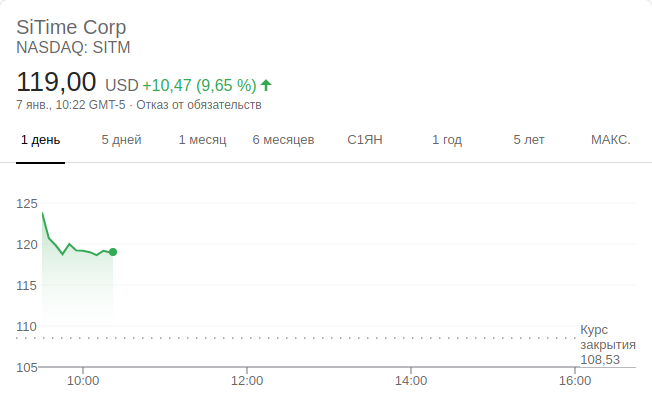 SiTime Corp
NASDAQ: SITM
119,00 USD +10,47 (9,65 %)
7 янв., 10:22 GMT-5 · Отказ от обязательств
1 день 5 дней 1 месяц 6 месяцев С1ЯН 1 год 5 лет МАКС.
125
120
115
110
Курс
закрытия
108,53
105
10:00 12:00 14:00 16:00